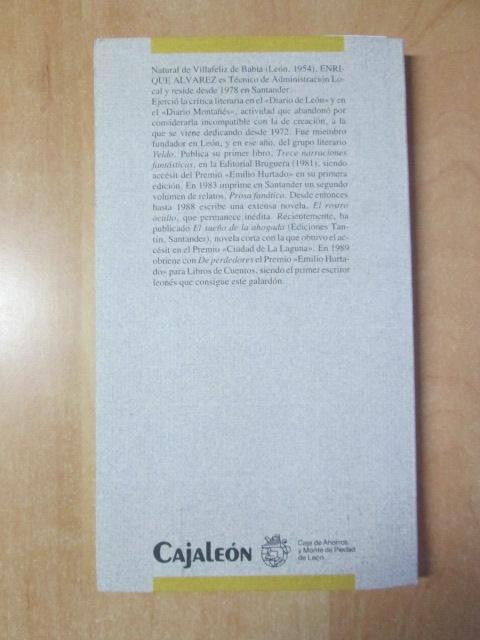 Natural de Villafeliz de Babia (León, 1954), ENRI-
QUE ALVAREZ es Técnico de Administración Lo-
cal y reside desde 1978 en Santander.
Ejerció la crítica literaria en el «Diario de León» y en
el «Diario Montañés», actividad que abandonó por
considerarla incompatible con la de creación, a la
que se viene dedicando desde 1972. Fue miembro
fundador en León, y en ese año, del grupo literario
Yeldo. Publica su primer libro, Trece narraciones
fantásticas, en la Editorial Bruguera (1981), siendo
accésit del Premio «Emilio Hurtado» en su primera
edición. En 1983 imprime en Santander un segundo
volumen de relatos, Prosa fanática. Desde entonces
hasta 1988 escribe una extensa novela, El rostro
oculto, que permanece inédita. Recientemente, ha
publicado El sueño de la ahogada (Ediciones Tan-
tín, Santander), novela corta con la que obtuvo el ac-
césit en el Premio «Ciudad de La Laguna». En 1989
obtiene con De perdedores el Premio «Emilio Hurta-
do» para Libros de Cuentos, siendo el primer escritor
leonés que consigue este galardón.
CAJALEÓN
Caja de Ahorros
y Monte de Piedad
de León